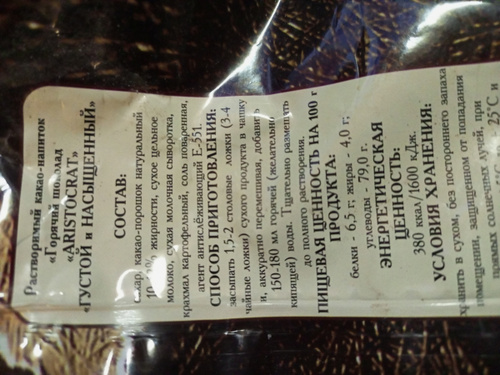 Растворимый какао-напиток
«Горячий шоколад
«ARISTOCRAT»
«ГУСТОЙ и НАСЫЩЕННЫЙ»
СОСТАВ:
сахар, какао-порошок натуральный
жирности, сухое цельное
молоко, сухая молочная сыворотка,
крахмал картофельный, соль поваренная,
агент антислёживающий Е-551.
СПОСОБ ПРИГОТОВЛЕНИЯ:
засыпать 1,5-2 столовые ложки (3-4
чайные ложки) сухого продукта в чашку
и, аккуратно перемешивая, добавить
150-180 мл горячей (желательно
кипящей) воды. Тщательно размешать
до полного растворения.
ПИЩЕВАЯ ЦЕННОСТЬ НА 100 г
ПРОДУКТА:
белки - 6,5 г; жиры - 4,0 г;
углеводы - 79,0 г.
ЭНЕРГЕТИЧЕСКАЯ
ЦЕННОСТЬ:
380 ккал/1600 кДж.
УСЛОВИЯ ХРАНЕНИЯ:
хранить в сухом, без постороннего запаха
помещении, защищенном от попадания
прямых солнечных лучей, при
25°С и